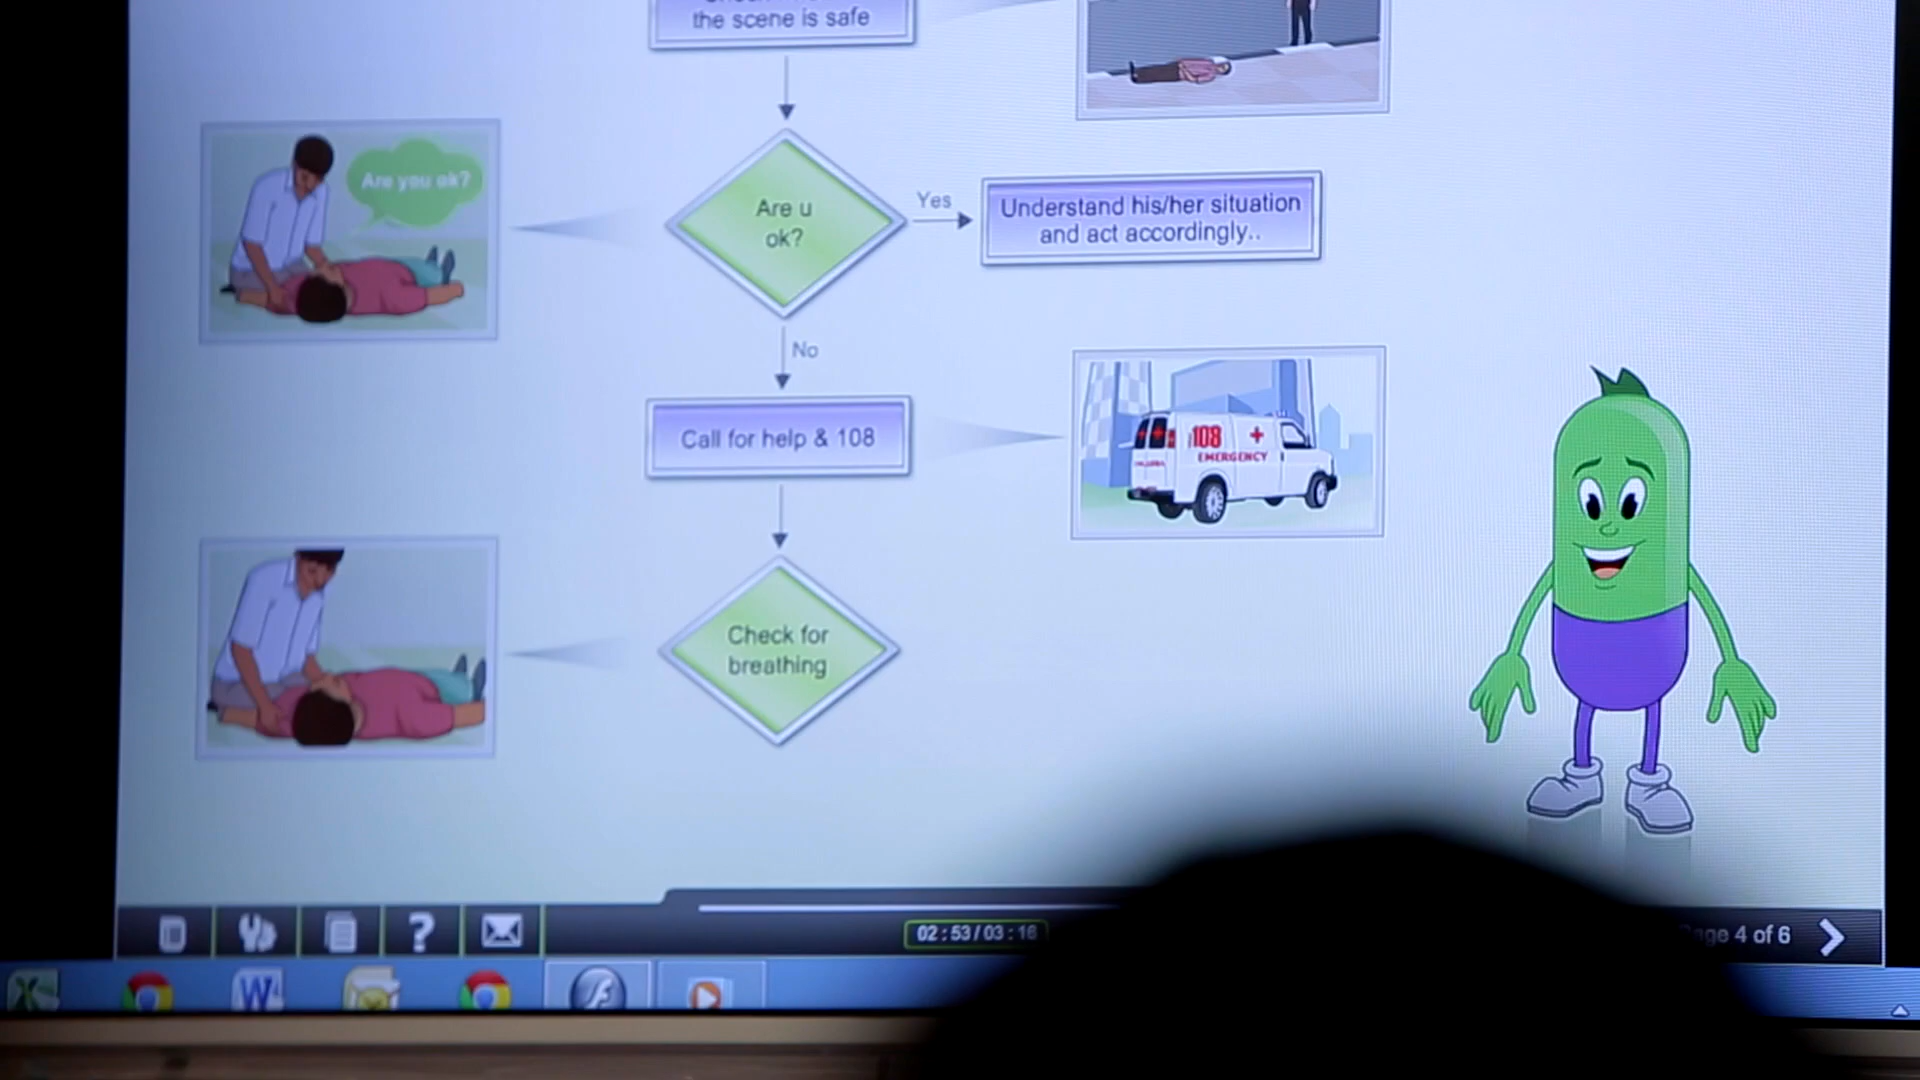 the scene is safe
Are you ok?
Are u
ok?
Yes
Understand his/her situation
and act accordingly..
No
Call for help & 108
108
EMERGENCY
Check for
breathing
?
02:53/03:16
Page 4 of 6
W